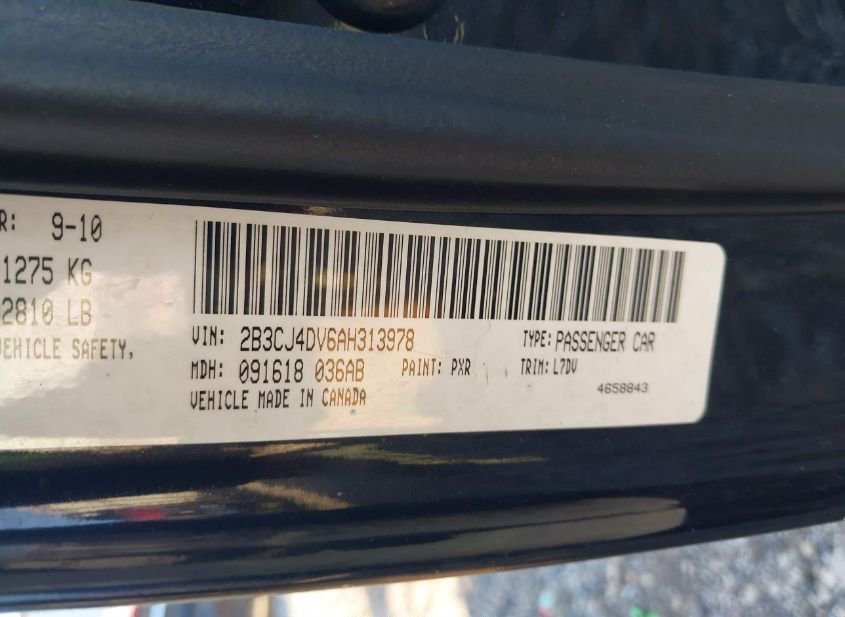 R: 9-10
1275 KG
2810 LB
VEHICLE SAFETY,
VIN: 2B3CJ4DV6AH313978 TYPE: PASSENGER CAR
MDH: 091618 036AB PAINT: PXR TRIM: L7DV
VEHICLE MADE IN CANADA 4658843